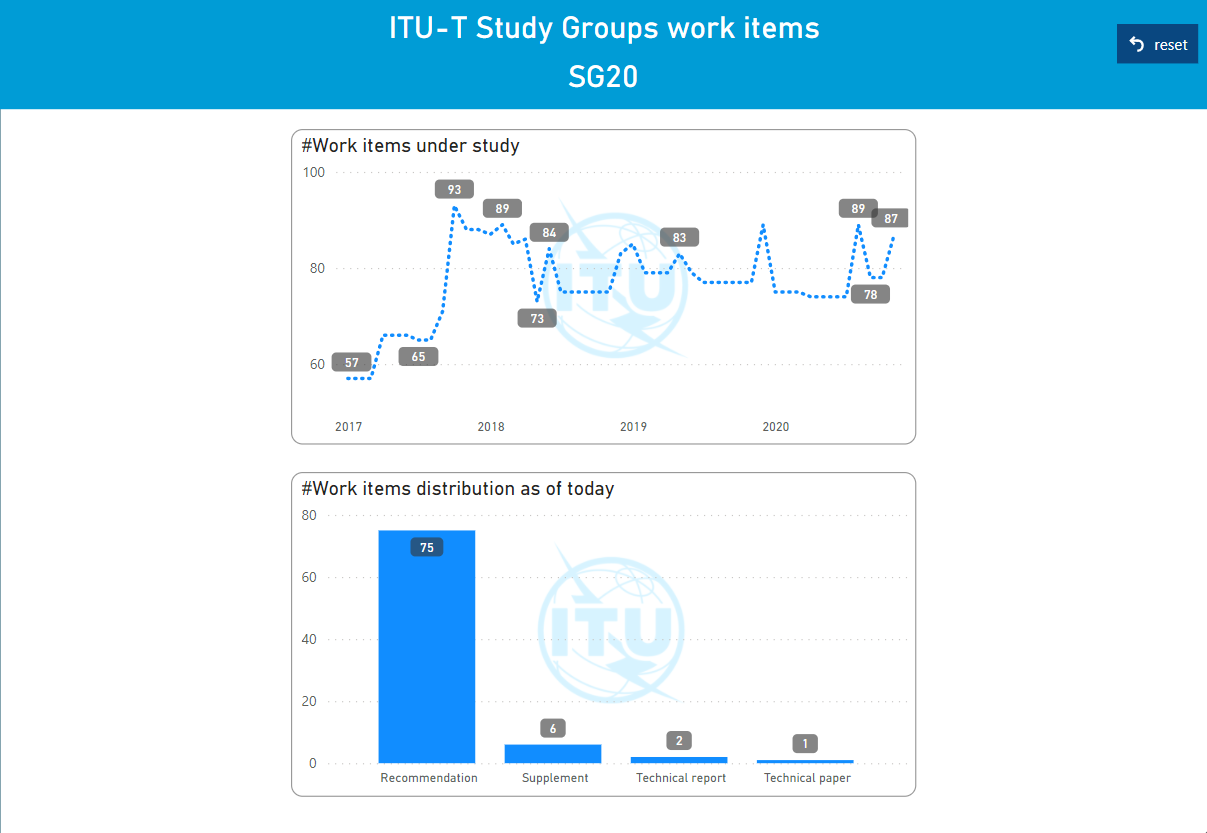 ITU-T Study Groups work items
SG20
reset
#Work items under study
100
80
60
93
89
84
83
89
87
73
78
57
65
ITU
2017
2018
2019
2020
#Work items distribution as of today
80
60
40
20
0
75
6
2
1
ITU
Recommendation
Supplement
Technical report
Technical paper